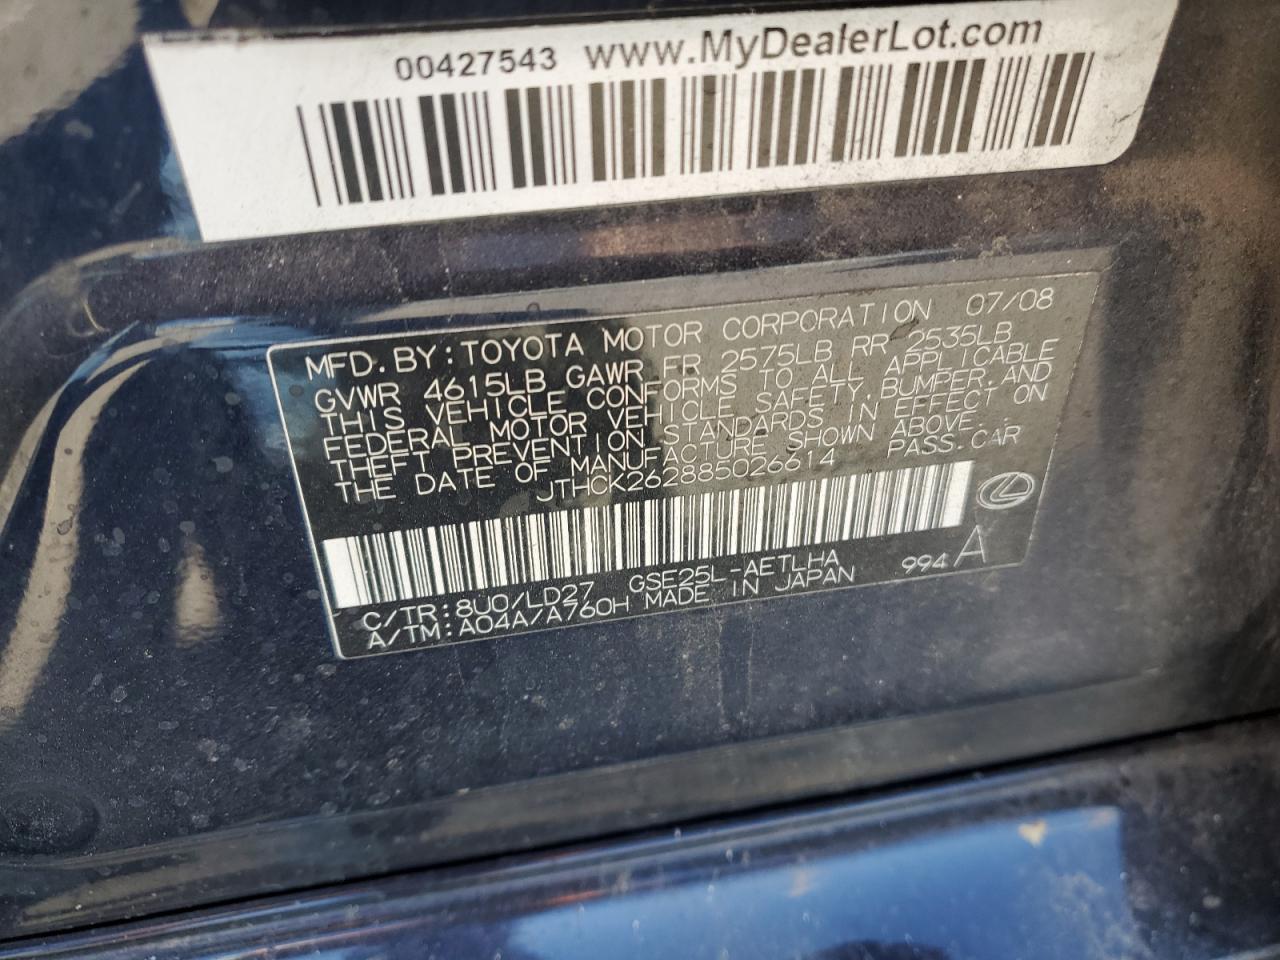 00427543 www.MyDealerLot.com
MFD. BY: TOYOTA MOTOR CORPORATION 07/08
GVWR 4615LB GAWR FR 2575LB RR 2535LB
THIS VEHICLE CONFORMS TO ALL APPLICABLE
FEDERAL MOTOR VEHICLE SAFETY, BUMPER, AND
THEFT PREVENTION STANDARDS IN EFFECT ON
THE DATE OF MANUFACTURE SHOWN ABOVE.
JTHCK262885026614 PASS.CAR
C/TR: 8U0/LD27 GSE25L-AETLHA 994 A
A/TM: A04A/A760H MADE IN JAPAN